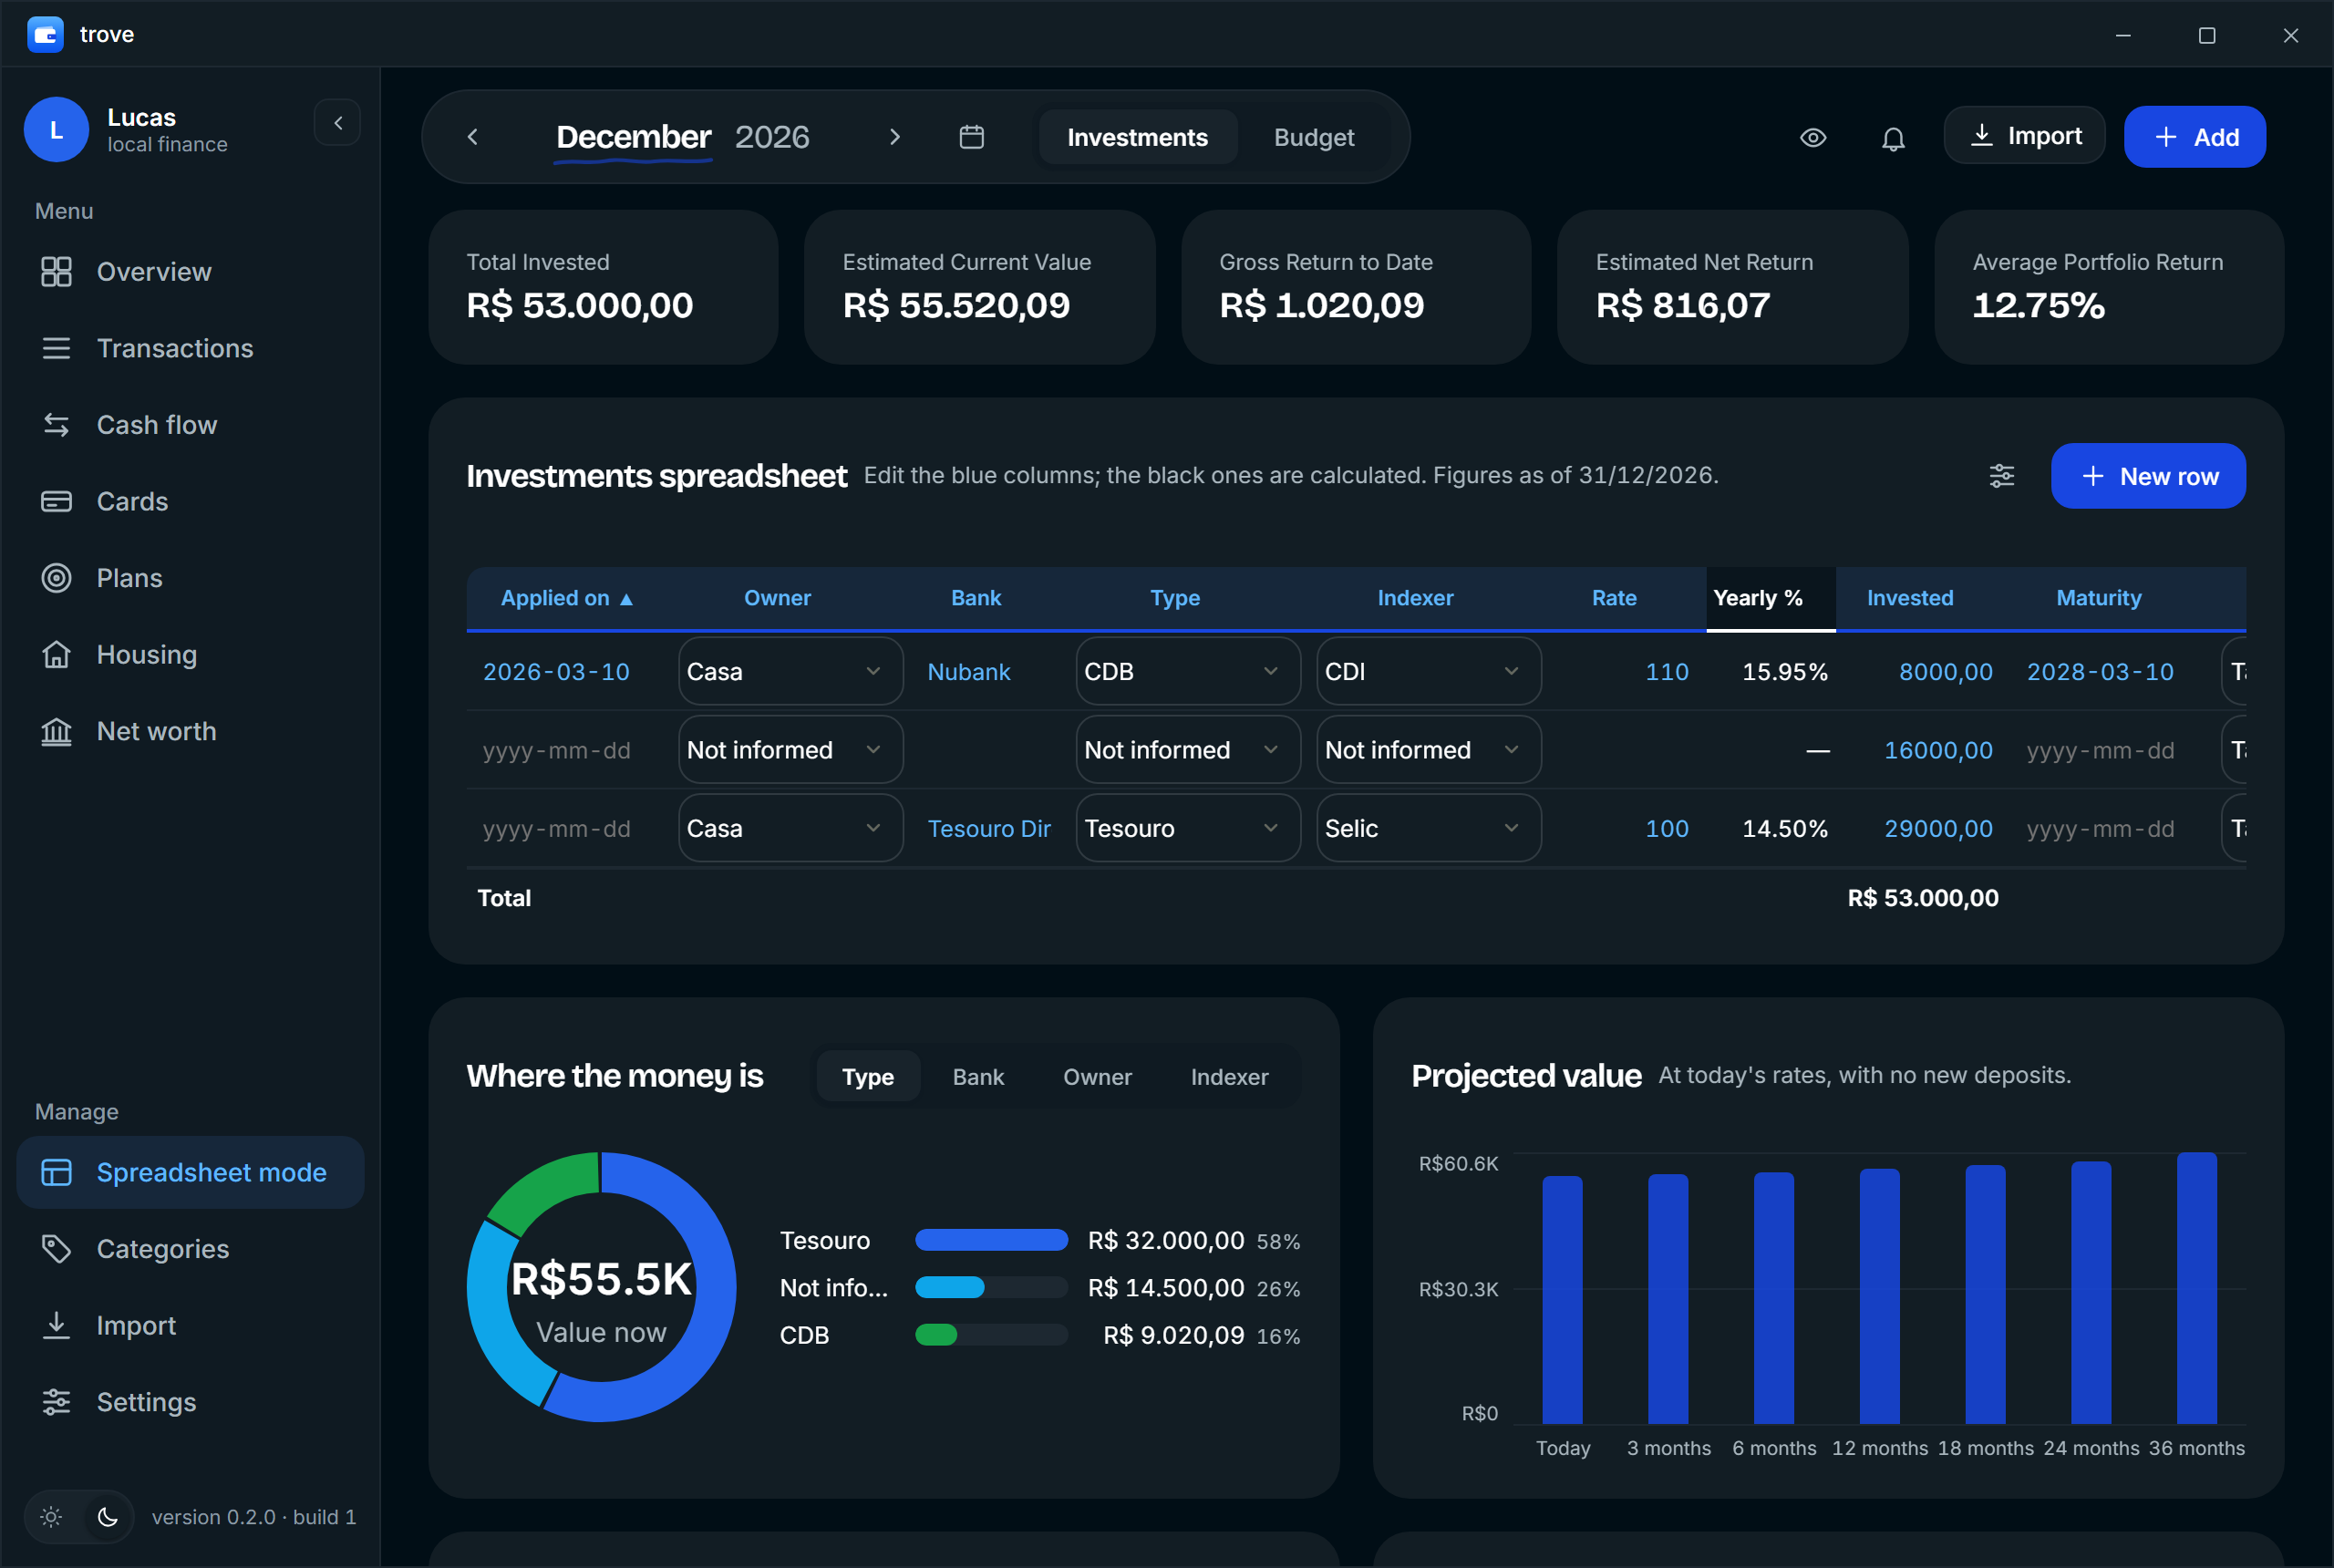 trove
L
Lucas
local finance
Menu
Overview
Transactions
Cash flow
Cards
Plans
Housing
Net worth
Manage
Spreadsheet mode
Categories
Import
Settings
version 0.2.0 · build 1
December 2026
Investments
Budget
Import
Add
Total Invested
R$ 53.000,00
Estimated Current Value
R$ 55.520,09
Gross Return to Date
R$ 1.020,09
Estimated Net Return
R$ 816,07
Average Portfolio Return
12.75%
Investments spreadsheet Edit the blue columns; the black ones are calculated. Figures as of 31/12/2026.
New row
Applied on ▲ Owner Bank Type Indexer Rate Yearly % Invested Maturity
2026-03-10 Casa Nubank CDB CDI 110 15.95% 8000,00 2028-03-10
yyyy-mm-dd Not informed Not informed Not informed — 16000,00 yyyy-mm-dd
yyyy-mm-dd Casa Tesouro Dir Tesouro Selic 100 14.50% 29000,00 yyyy-mm-dd
Total R$ 53.000,00
Where the money is
Type Bank Owner Indexer
R$55.5K
Value now
Tesouro R$ 32.000,00 58%
Not info... R$ 14.500,00 26%
CDB R$ 9.020,09 16%
Projected value At today's rates, with no new deposits.
R$60.6K
R$30.3K
R$0
Today 3 months 6 months 12 months 18 months 24 months 36 months